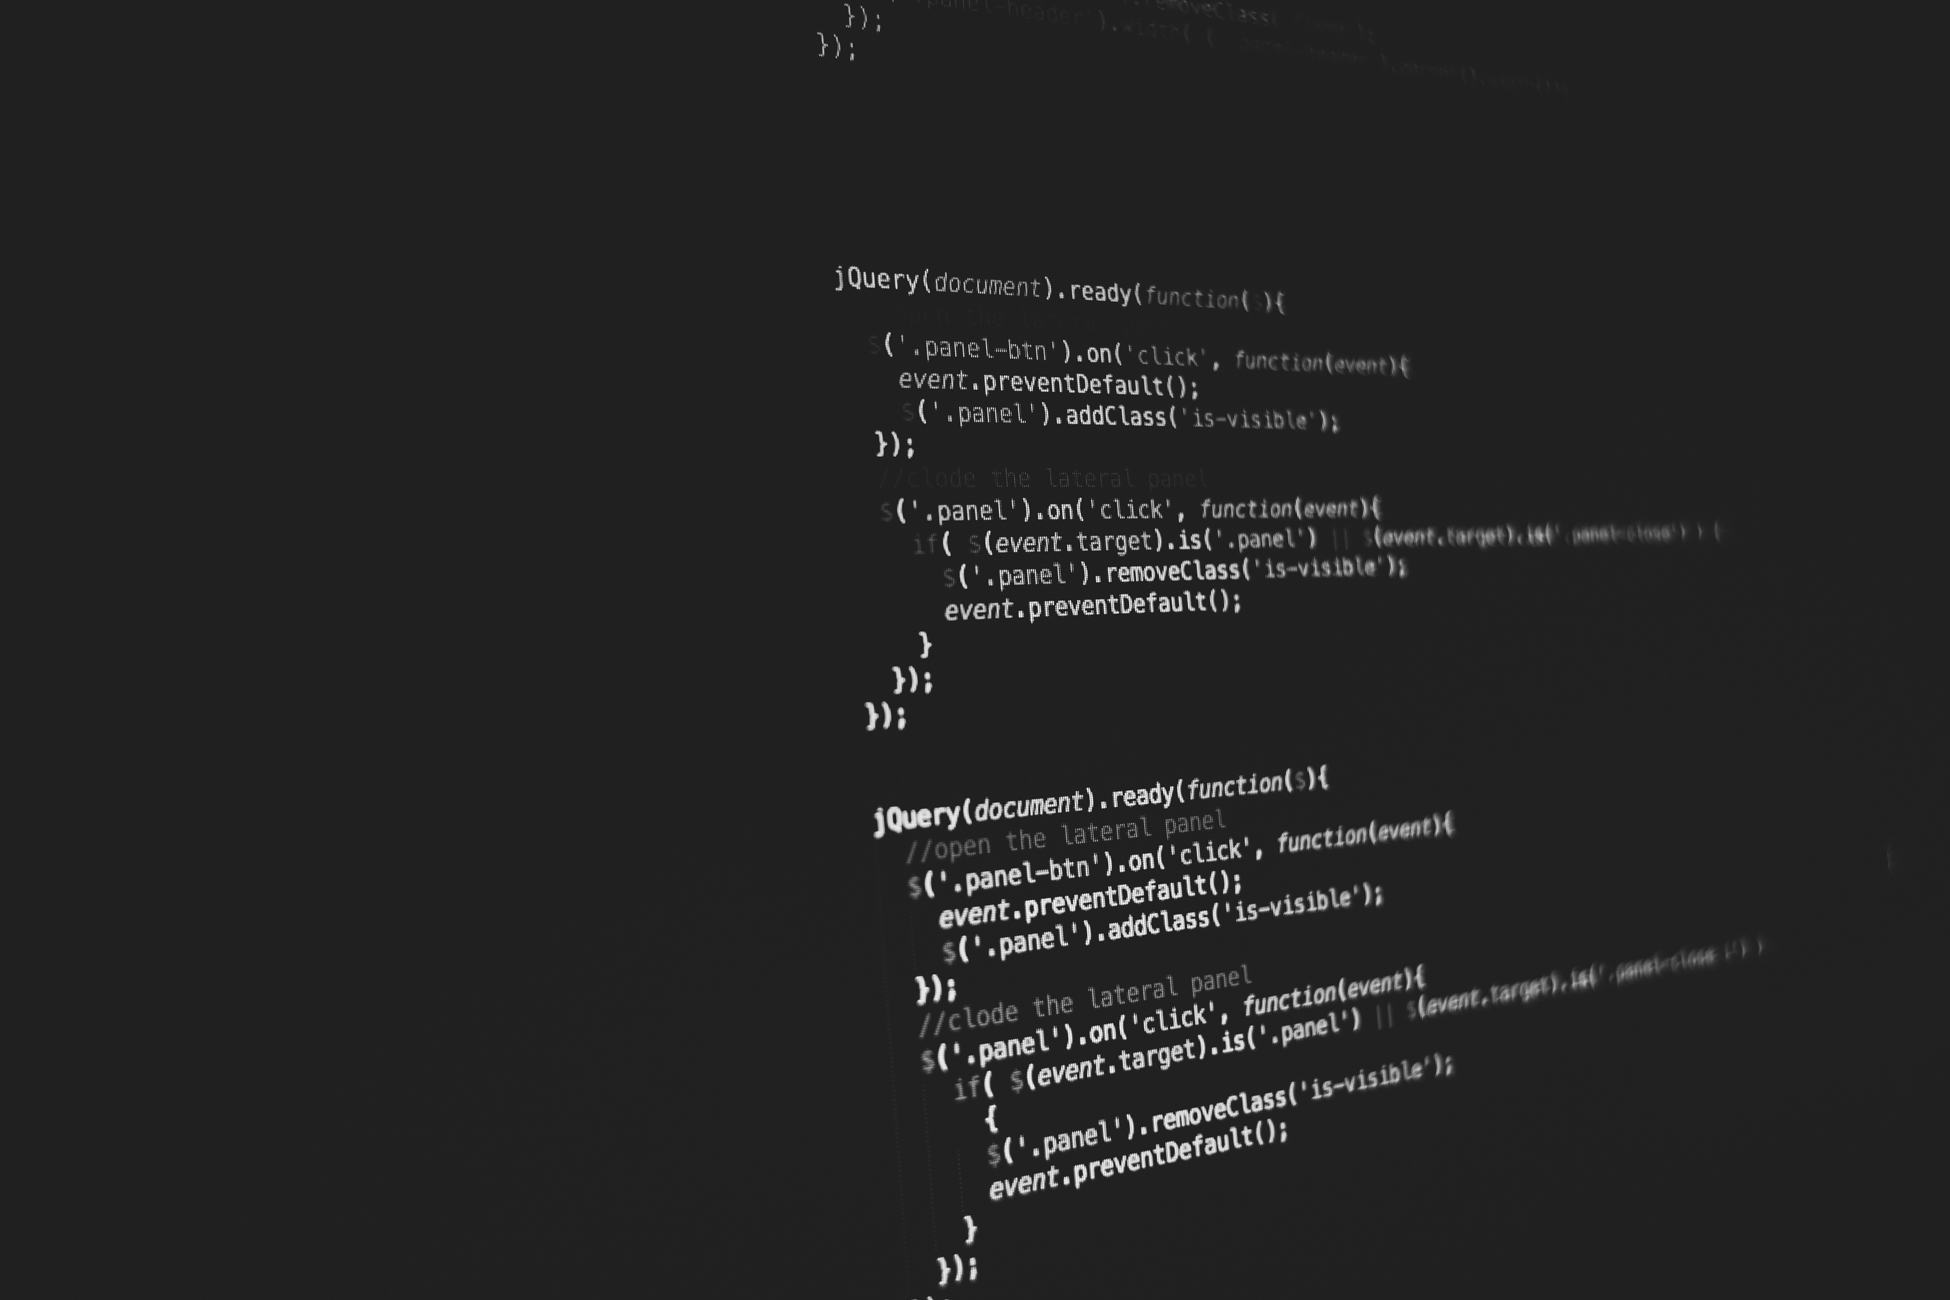 });
});
jQuery(document).ready(function($){
$('.panel-btn').on('click', function(event){
event.preventDefault();
$('.panel').addClass('is-visible');
});
//clode the lateral panel
$('.panel').on('click', function(event){
if( $(event.target).is('.panel') || $(event.target).is('.panel-close') ) {
$('.panel').removeClass('is-visible');
event.preventDefault();
}
});
});
jQuery(document).ready(function($){
//open the lateral panel
$('.panel-btn').on('click', function(event){
event.preventDefault();
$('.panel').addClass('is-visible');
});
//clode the lateral panel
$('.panel').on('click', function(event){
if( $(event.target).is('.panel') || $(event.target).is('.panel-close
{
$('.panel').removeClass('is-visible');
event.preventDefault();
}
});